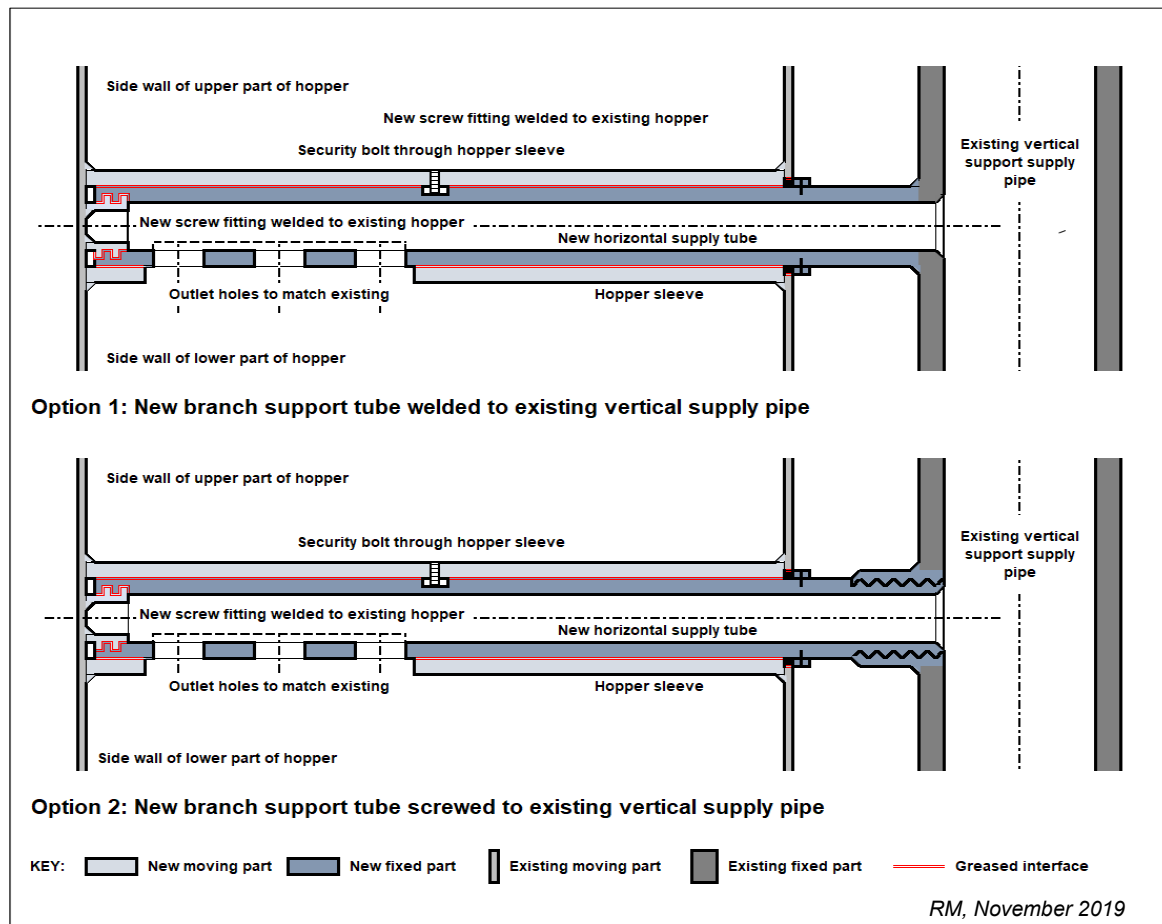 Side wall of upper part of hopper
New screw fitting welded to existing hopper
Security bolt through hopper sleeve
Existing vertical
support supply
pipe
New screw fitting welded to existing hopper
New horizontal supply tube
Outlet holes to match existing
Hopper sleeve
Side wall of lower part of hopper
Option 1: New branch support tube welded to existing vertical supply pipe
Side wall of upper part of hopper
Security bolt through hopper sleeve
Existing vertical
support supply
pipe
New screw fitting welded to existing hopper
New horizontal supply tube
Outlet holes to match existing
Hopper sleeve
Side wall of lower part of hopper
Option 2: New branch support tube screwed to existing vertical supply pipe
KEY: New moving part New fixed part Existing moving part Existing fixed part Greased interface
RM, November 2019